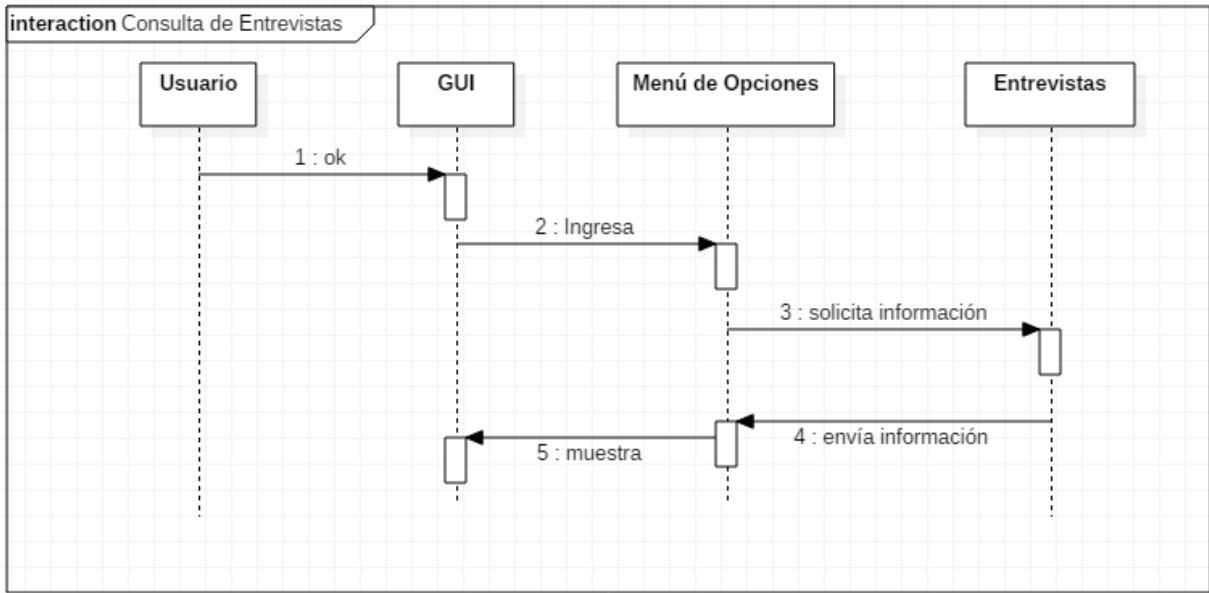 interaction Consulta de Entrevistas
Usuario
GUI
Menú de Opciones
Entrevistas
1 : ok
2 : Ingresa
3 : solicita información
4 : envía información
5 : muestra